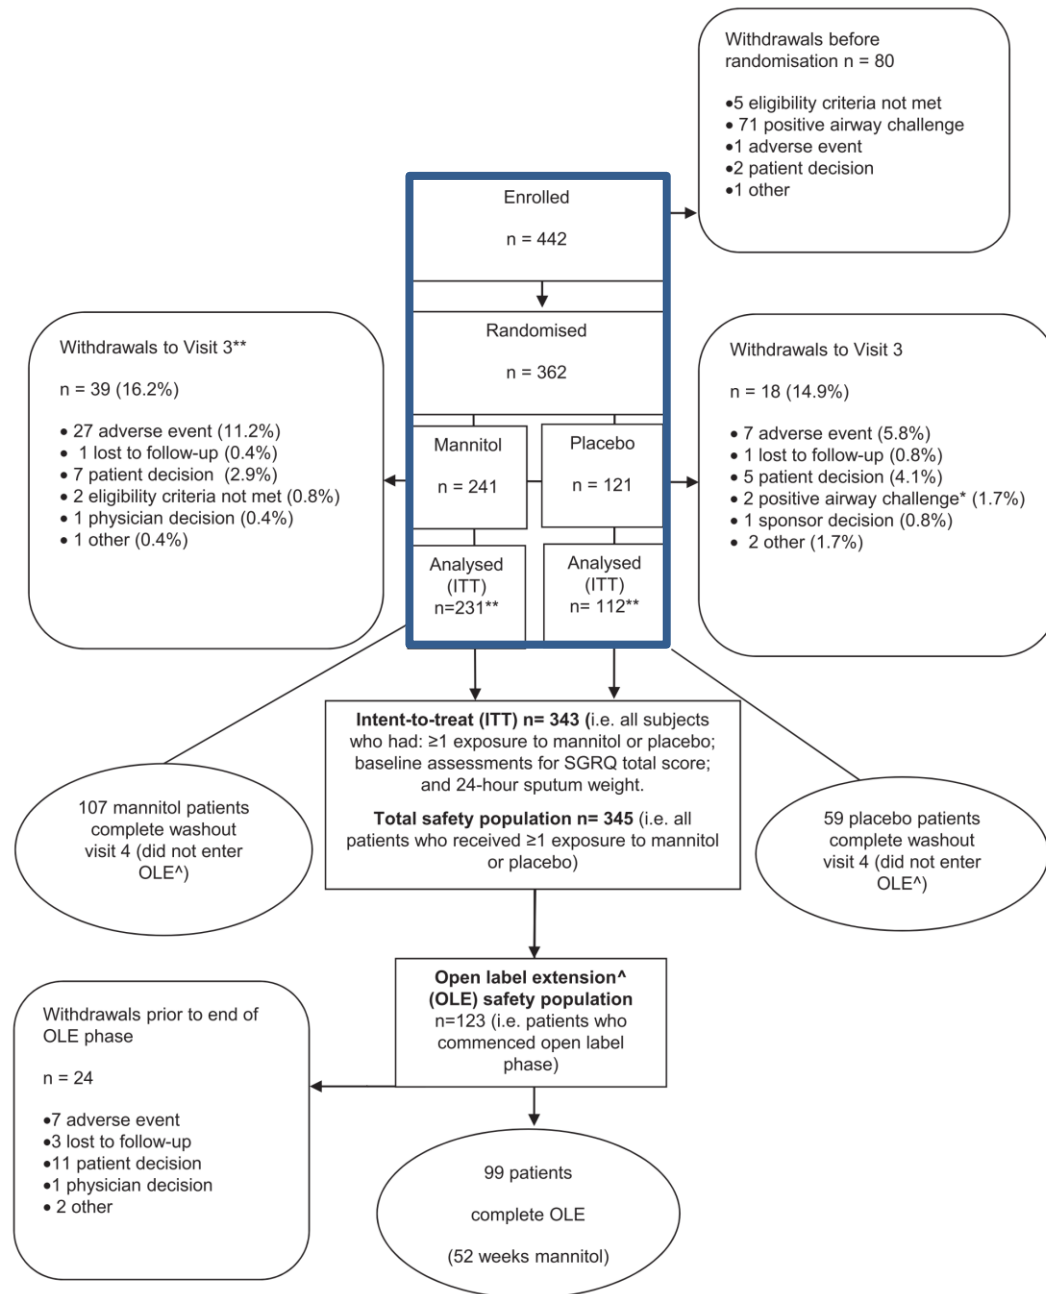 Withdrawals before
randomisation n = 80
•5 eligibility criteria not met
• 71 positive airway challenge
•1 adverse event
•2 patient decision
•1 other
Enrolled
n = 442
Randomised
n = 362
Withdrawals to Visit 3**
n = 39 (16.2%)
• 27 adverse event (11.2%)
• 1 lost to follow-up (0.4%)
• 7 patient decision (2.9%)
• 2 eligibility criteria not met (0.8%)
• 1 physician decision (0.4%)
• 1 other (0.4%)
Mannitol
n = 241
Placebo
n = 121
Withdrawals to Visit 3
n = 18 (14.9%)
• 7 adverse event (5.8%)
• 1 lost to follow-up (0.8%)
• 5 patient decision (4.1%)
• 2 positive airway challenge* (1.7%)
• 1 sponsor decision (0.8%)
• 2 other (1.7%)
Analysed
(ITT)
n=231**
Analysed
(ITT)
n= 112**
Intent-to-treat (ITT) n= 343 (i.e. all subjects
who had: ≥1 exposure to mannitol or placebo;
baseline assessments for SGRQ total score;
and 24-hour sputum weight.
Total safety population n= 345 (i.e. all
patients who received ≥1 exposure to mannitol
or placebo)
107 mannitol patients
complete washout
visit 4 (did not enter
OLE^)
59 placebo patients
complete washout
visit 4 (did not enter
OLE^)
Open label extension^
(OLE) safety population
n=123 (i.e. patients who
commenced open label
phase)
Withdrawals prior to end of
OLE phase
n = 24
•7 adverse event
•3 lost to follow-up
•11 patient decision
•1 physician decision
• 2 other
99 patients
complete OLE
(52 weeks mannitol)